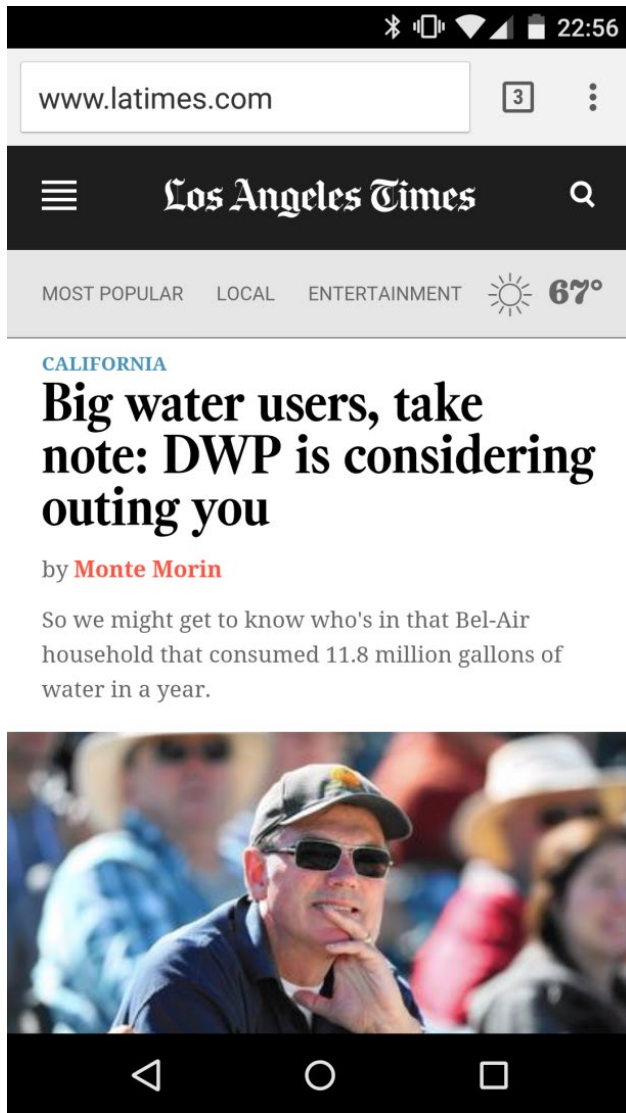 22:56
www.latimes.com
3
Los Angeles Times
MOST POPULAR LOCAL ENTERTAINMENT 67°
CALIFORNIA
Big water users, take
note: DWP is considering
outing you
by Monte Morin
So we might get to know who's in that Bel-Air
household that consumed 11.8 million gallons of
water in a year.